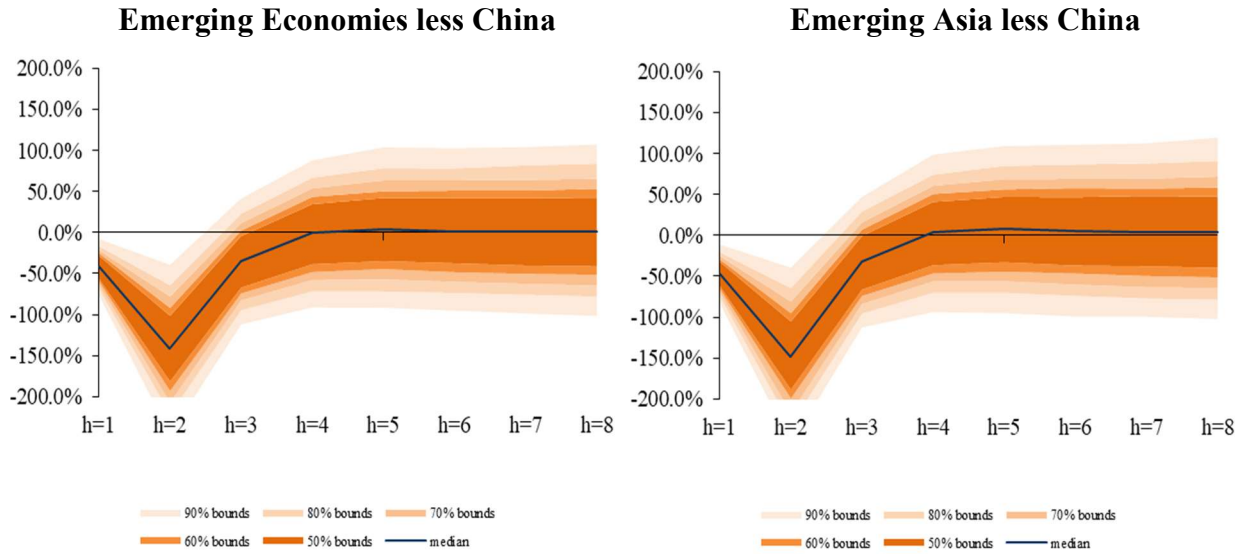 Emerging Economies less China
200.0%
150.0%
100.0%
50.0%
0.0%
-50.0%
-100.0%
-150.0%
-200.0%
h=1 h=2 h=3 h=4 h=5 h=6 h=7 h=8
90% bounds 80% bounds 70% bounds
60% bounds 50% bounds median
Emerging Asia less China
200.0%
150.0%
100.0%
50.0%
0.0%
-50.0%
-100.0%
-150.0%
-200.0%
h=1 h=2 h=3 h=4 h=5 h=6 h=7 h=8
90% bounds 80% bounds 70% bounds
60% bounds 50% bounds median